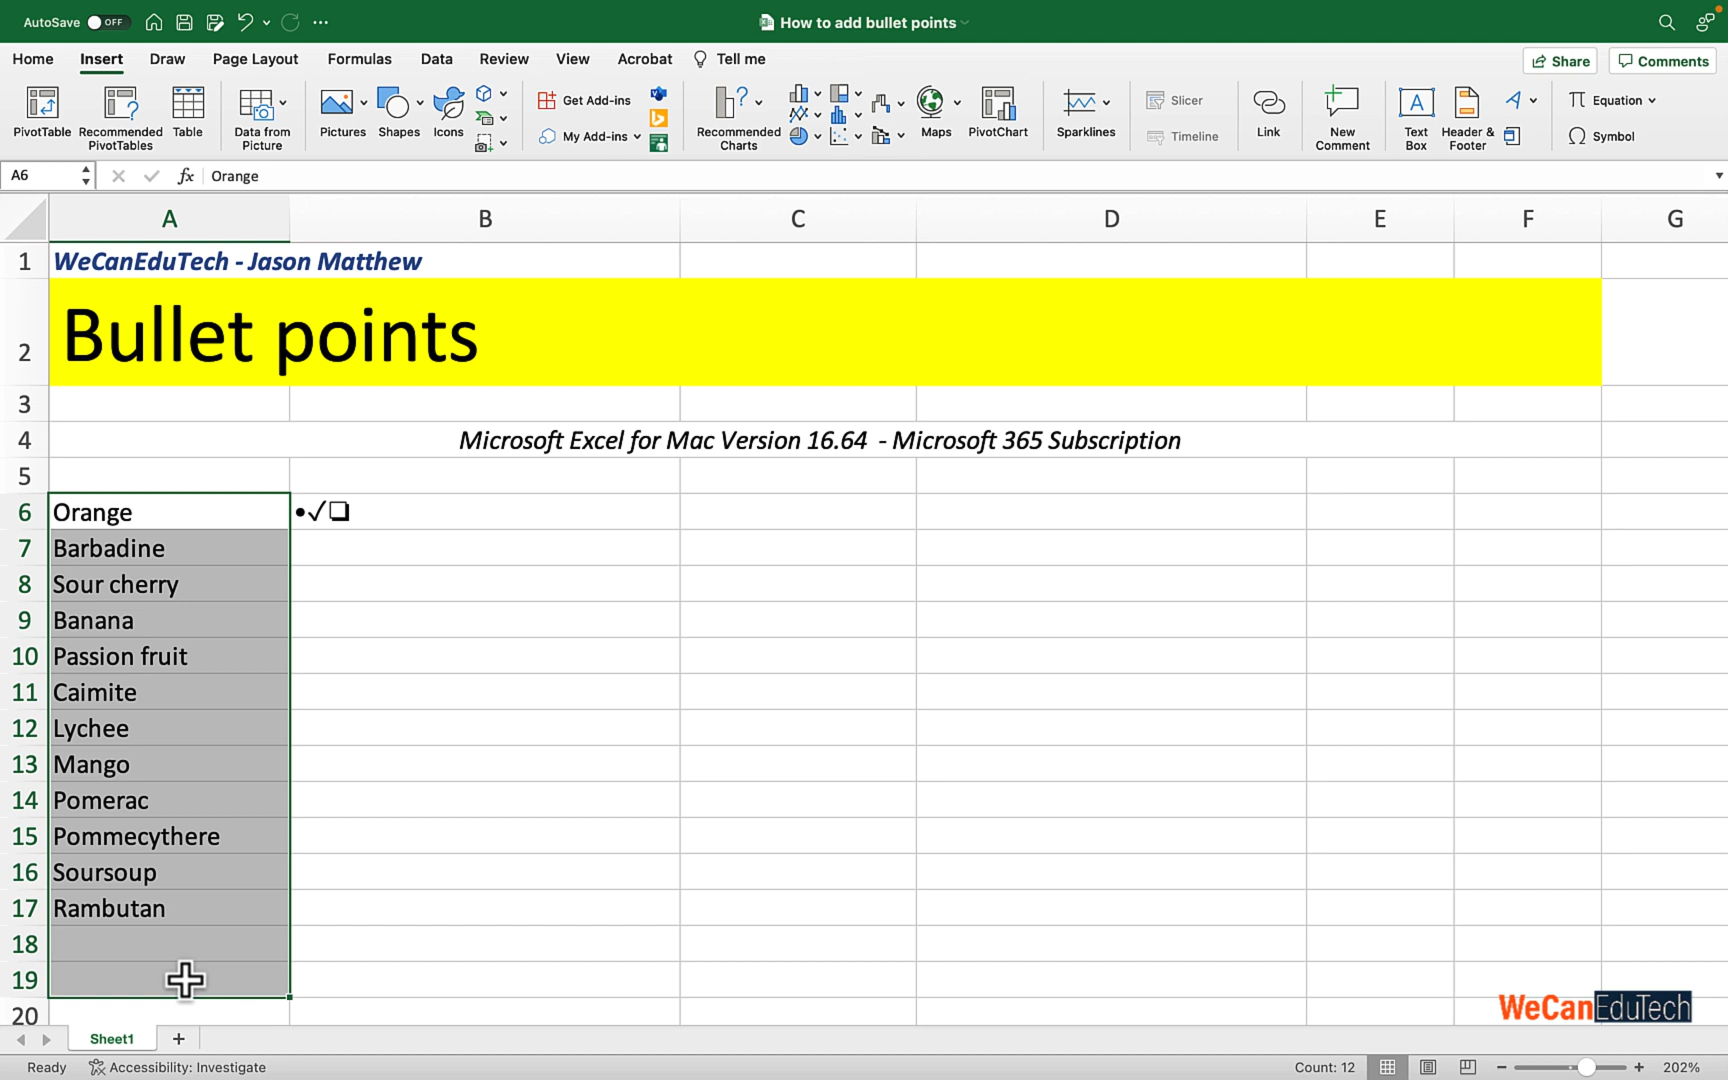 AutoSave OFF How to add bullet points
Home Insert Draw Page Layout Formulas Data Review View Acrobat Tell me Share Comments
PivotTable Recommended PivotTables Table Data from Picture Pictures Shapes Icons Get Add-ins My Add-ins Recommended Charts Maps PivotChart Sparklines Slicer Timeline Link New Comment Text Box Header & Footer Equation Symbol
A6 fx Orange
A B C D E F G
1 WeCanEduTech - Jason Matthew
2 Bullet points
3
4 Microsoft Excel for Mac Version 16.64 - Microsoft 365 Subscription
5
6 Orange •✓❑
7 Barbadine
8 Sour cherry
9 Banana
10 Passion fruit
11 Caimite
12 Lychee
13 Mango
14 Pomerac
15 Pommecythere
16 Soursoup
17 Rambutan
18
19
20
WeCanEduTech
Sheet1 +
Ready Accessibility: Investigate Count: 12 202%